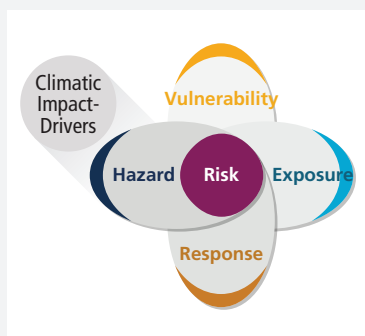 Climatic
Impact-
Drivers
Vulnerability
Hazard
Risk
Exposure
Response